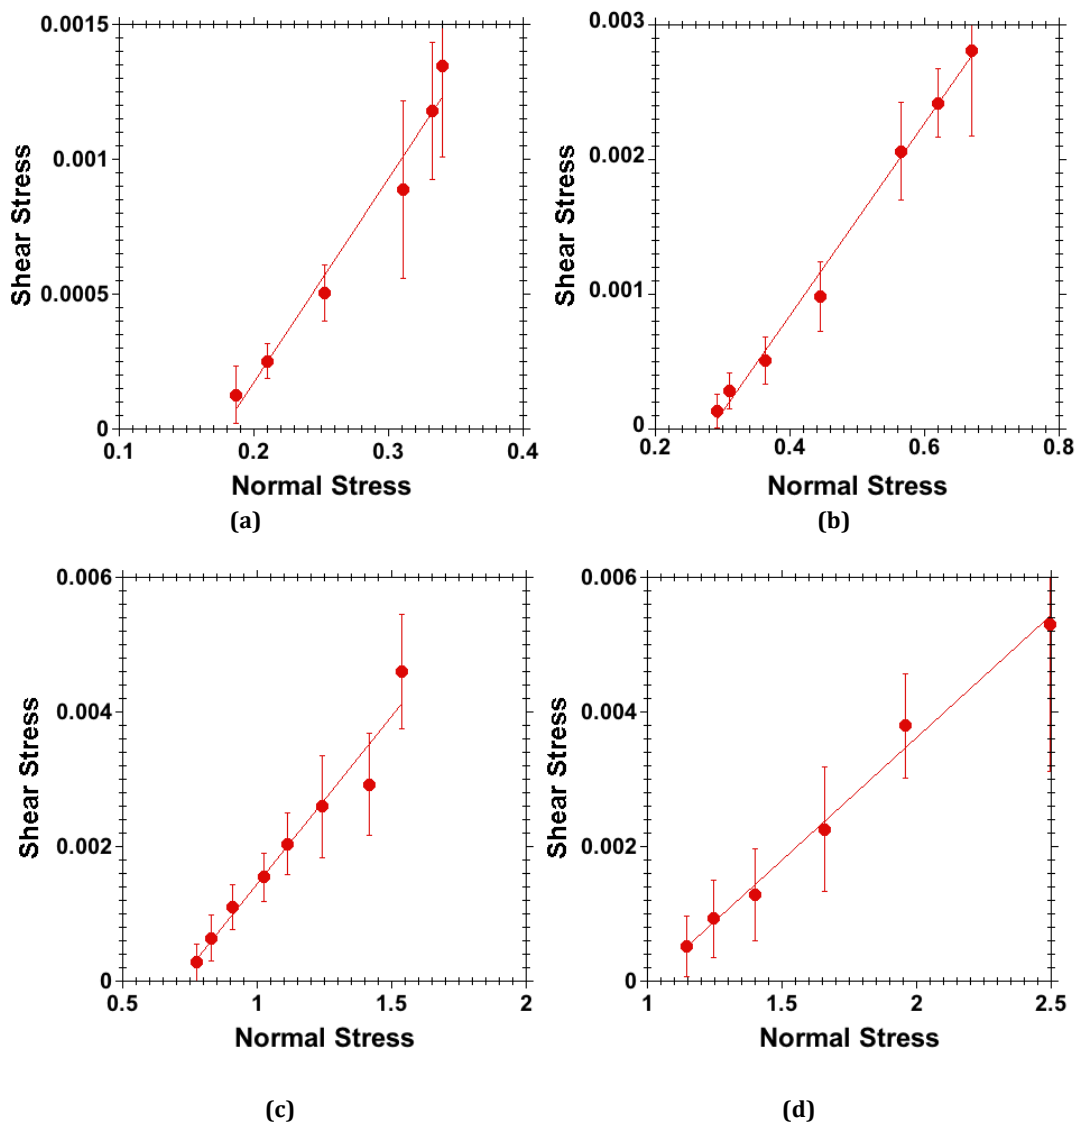 0.0015
0.001
0.0005
0
Shear Stress
0.1
0.2
0.3
0.4
Normal Stress
(a)
0.003
0.002
0.001
0
Shear Stress
0.2
0.4
0.6
0.8
Normal Stress
(b)
0.006
0.004
0.002
0
Shear Stress
0.5
1
1.5
2
Normal Stress
(c)
0.006
0.004
0.002
0
Shear Stress
1
1.5
2
2.5
Normal Stress
(d)